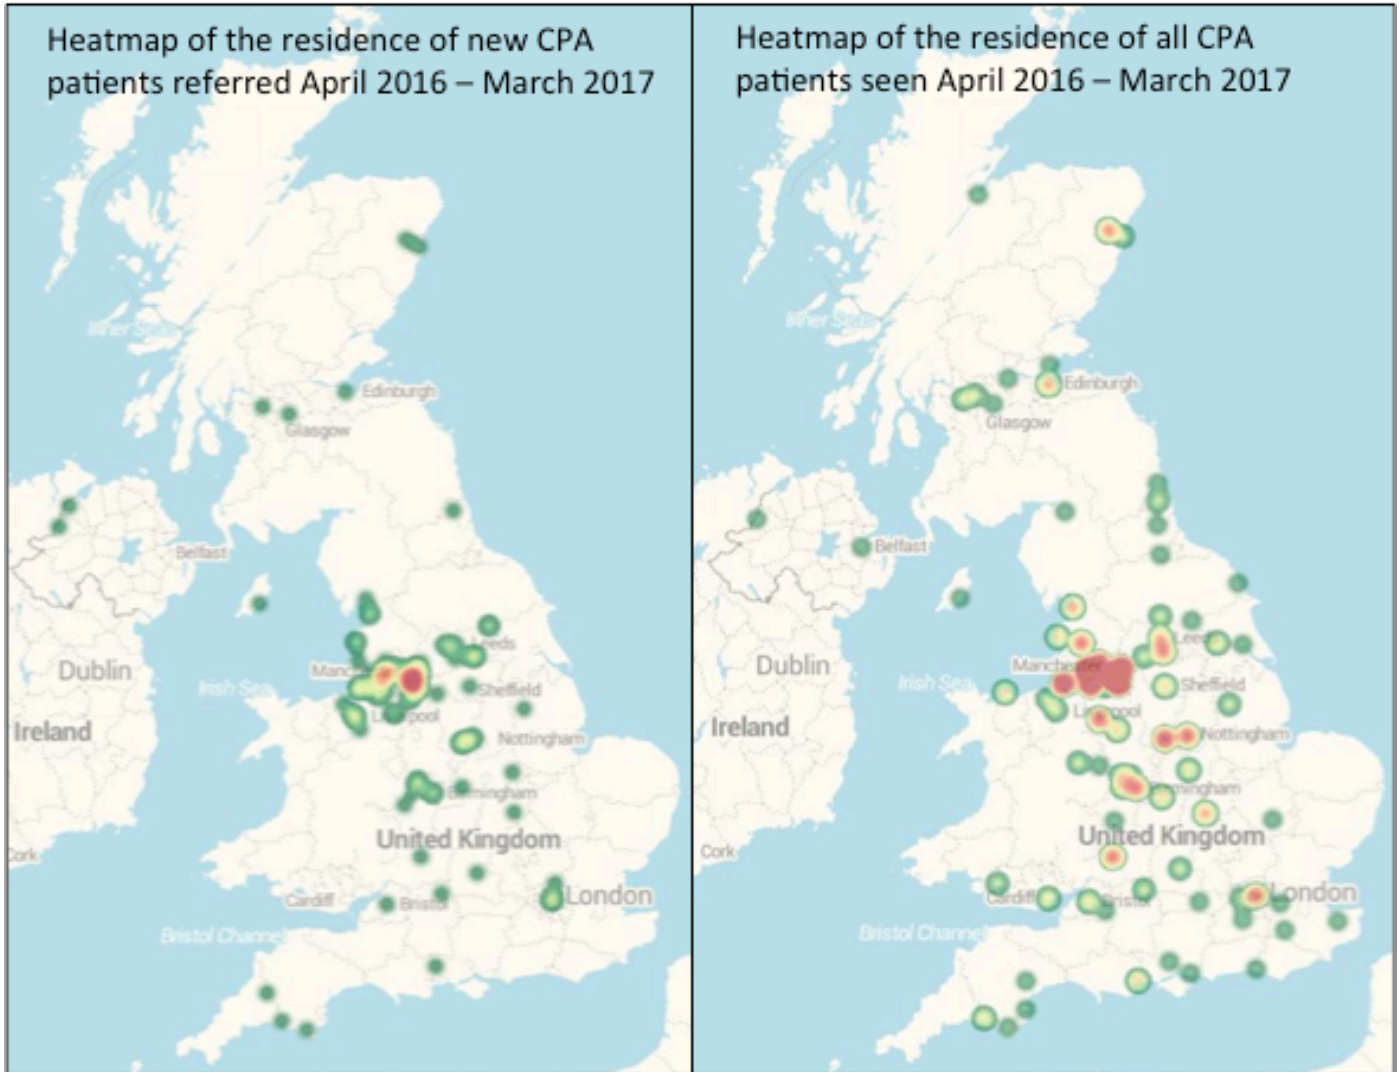 Heatmap of the residence of new CPA
patients referred April 2016 – March 2017
Edinburgh
Glasgow
Belfast
Leeds
Dublin
Irish Sea
Sheffield
Ireland
Nottingham
United Kingdom
Cardiff
Bristol
London
Bristol Channel
Heatmap of the residence of all CPA
patients seen April 2016 – March 2017
Edinburgh
Glasgow
Belfast
Manchester
Dublin
Irish Sea
Sheffield
Ireland
Nottingham
United Kingdom
Cork
Cardiff
Bristol
London
Bristol Channel